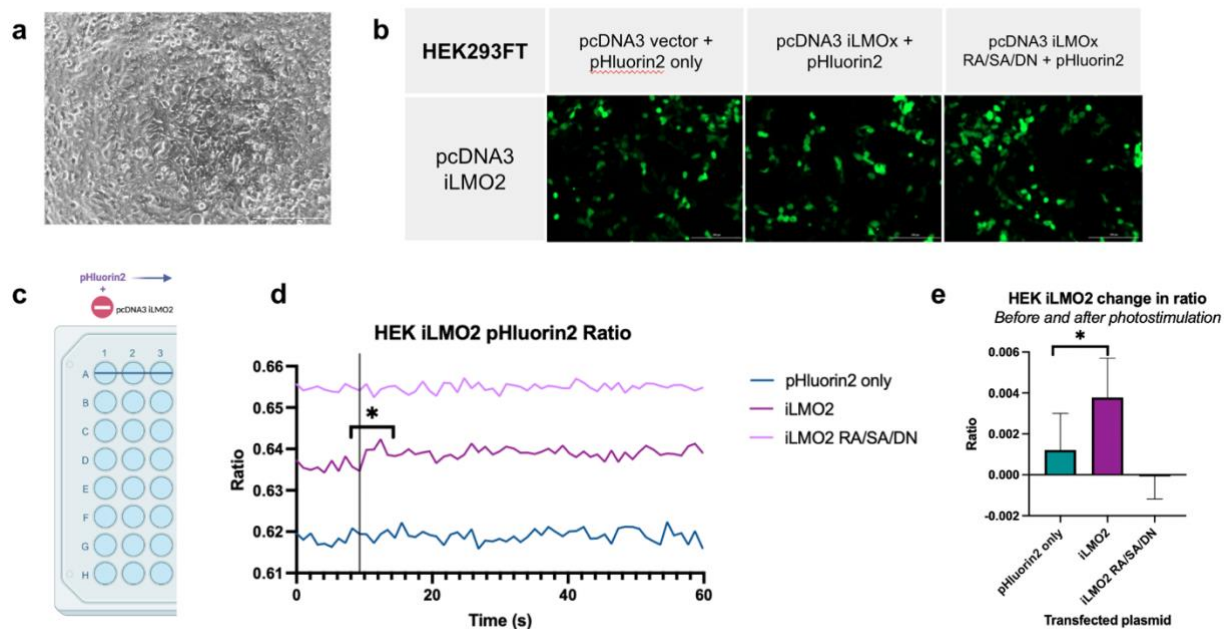 a
b
HEK293FT
pcDNA3 vector +
pHluorin2 only
pcDNA3 iLMOx +
pHluorin2
pcDNA3 iLMOx
RA/SA/DN + pHluorin2
pcDNA3
iLMO2
c
pHluorin2
+
pcDNA3 iLMO2
1 2 3
A
B
C
D
E
F
G
H
d
HEK iLMO2 pHluorin2 Ratio
0.66
0.65
0.64
0.63
0.62
0.61
Ratio
*
0 20 40 60
Time (s)
pHluorin2 only
iLMO2
iLMO2 RA/SA/DN
e
HEK iLMO2 change in ratio
Before and after photostimulation
*
0.006
0.004
0.002
0.000
-0.002
Ratio
pHluorin2 only
iLMO2
iLMO2 RA/SA/DN
Transfected plasmid